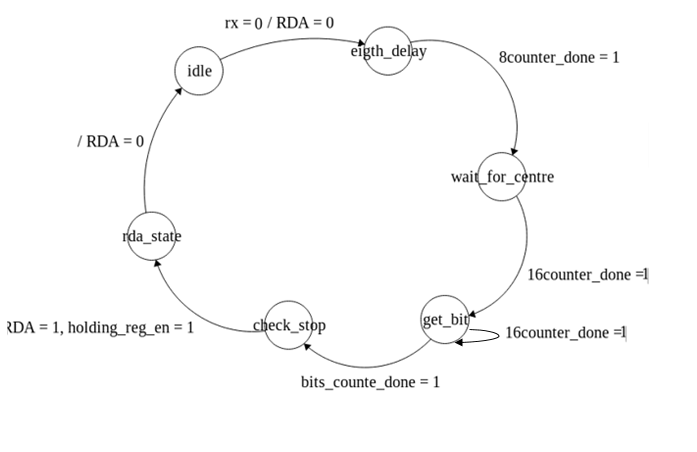 rx = 0 / RDA = 0
eigth_delay
8counter_done = 1
idle
/ RDA = 0
wait_for_centre
rda_state
16counter_done =1
get_bit
16counter_done =1
check_stop
RDA = 1, holding_reg_en = 1
bits_counte_done = 1